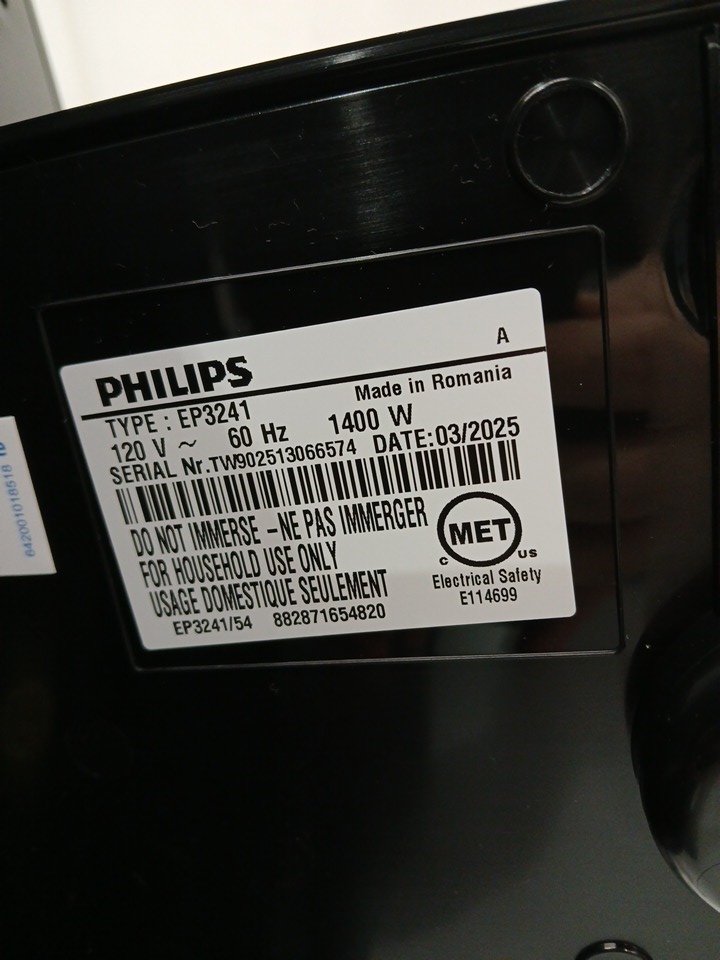 A
PHILIPS
Made in Romania
TYPE : EP3241
120 V ~ 60 Hz 1400 W
SERIAL Nr.TW902513066574 DATE:03/2025
DO NOT IMMERSE – NE PAS IMMERGER
FOR HOUSEHOLD USE ONLY
USAGE DOMESTIQUE SEULEMENT
EP3241/54 882871654820
MET
C US
Electrical Safety
E114699
642001018518